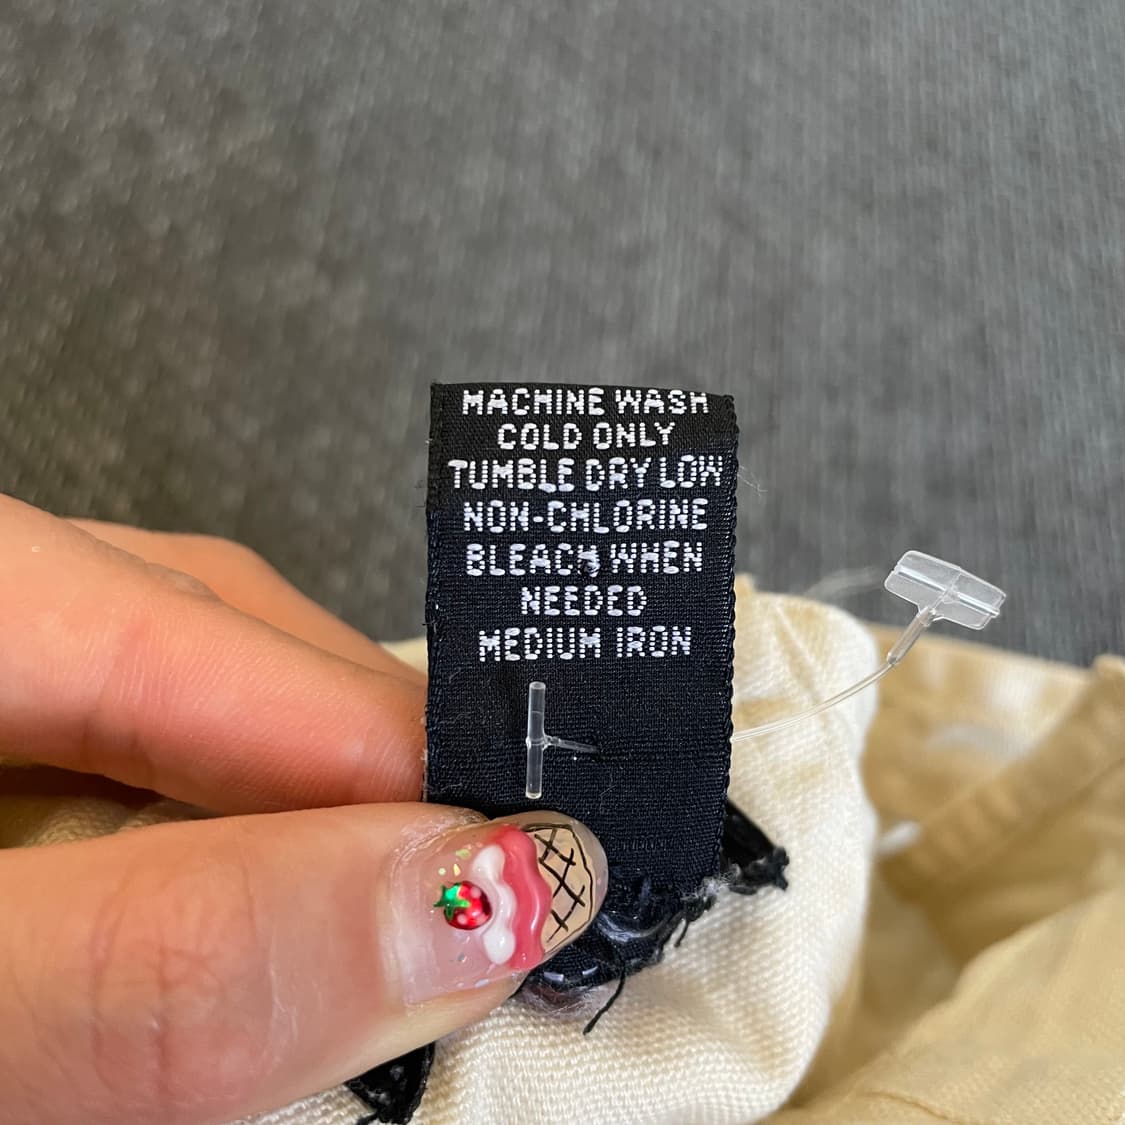 MACHINE WASH
COLD ONLY
TUMBLE DRY LOW
NON-CHLORINE
BLEACH WHEN
NEEDED
MEDIUM IRON